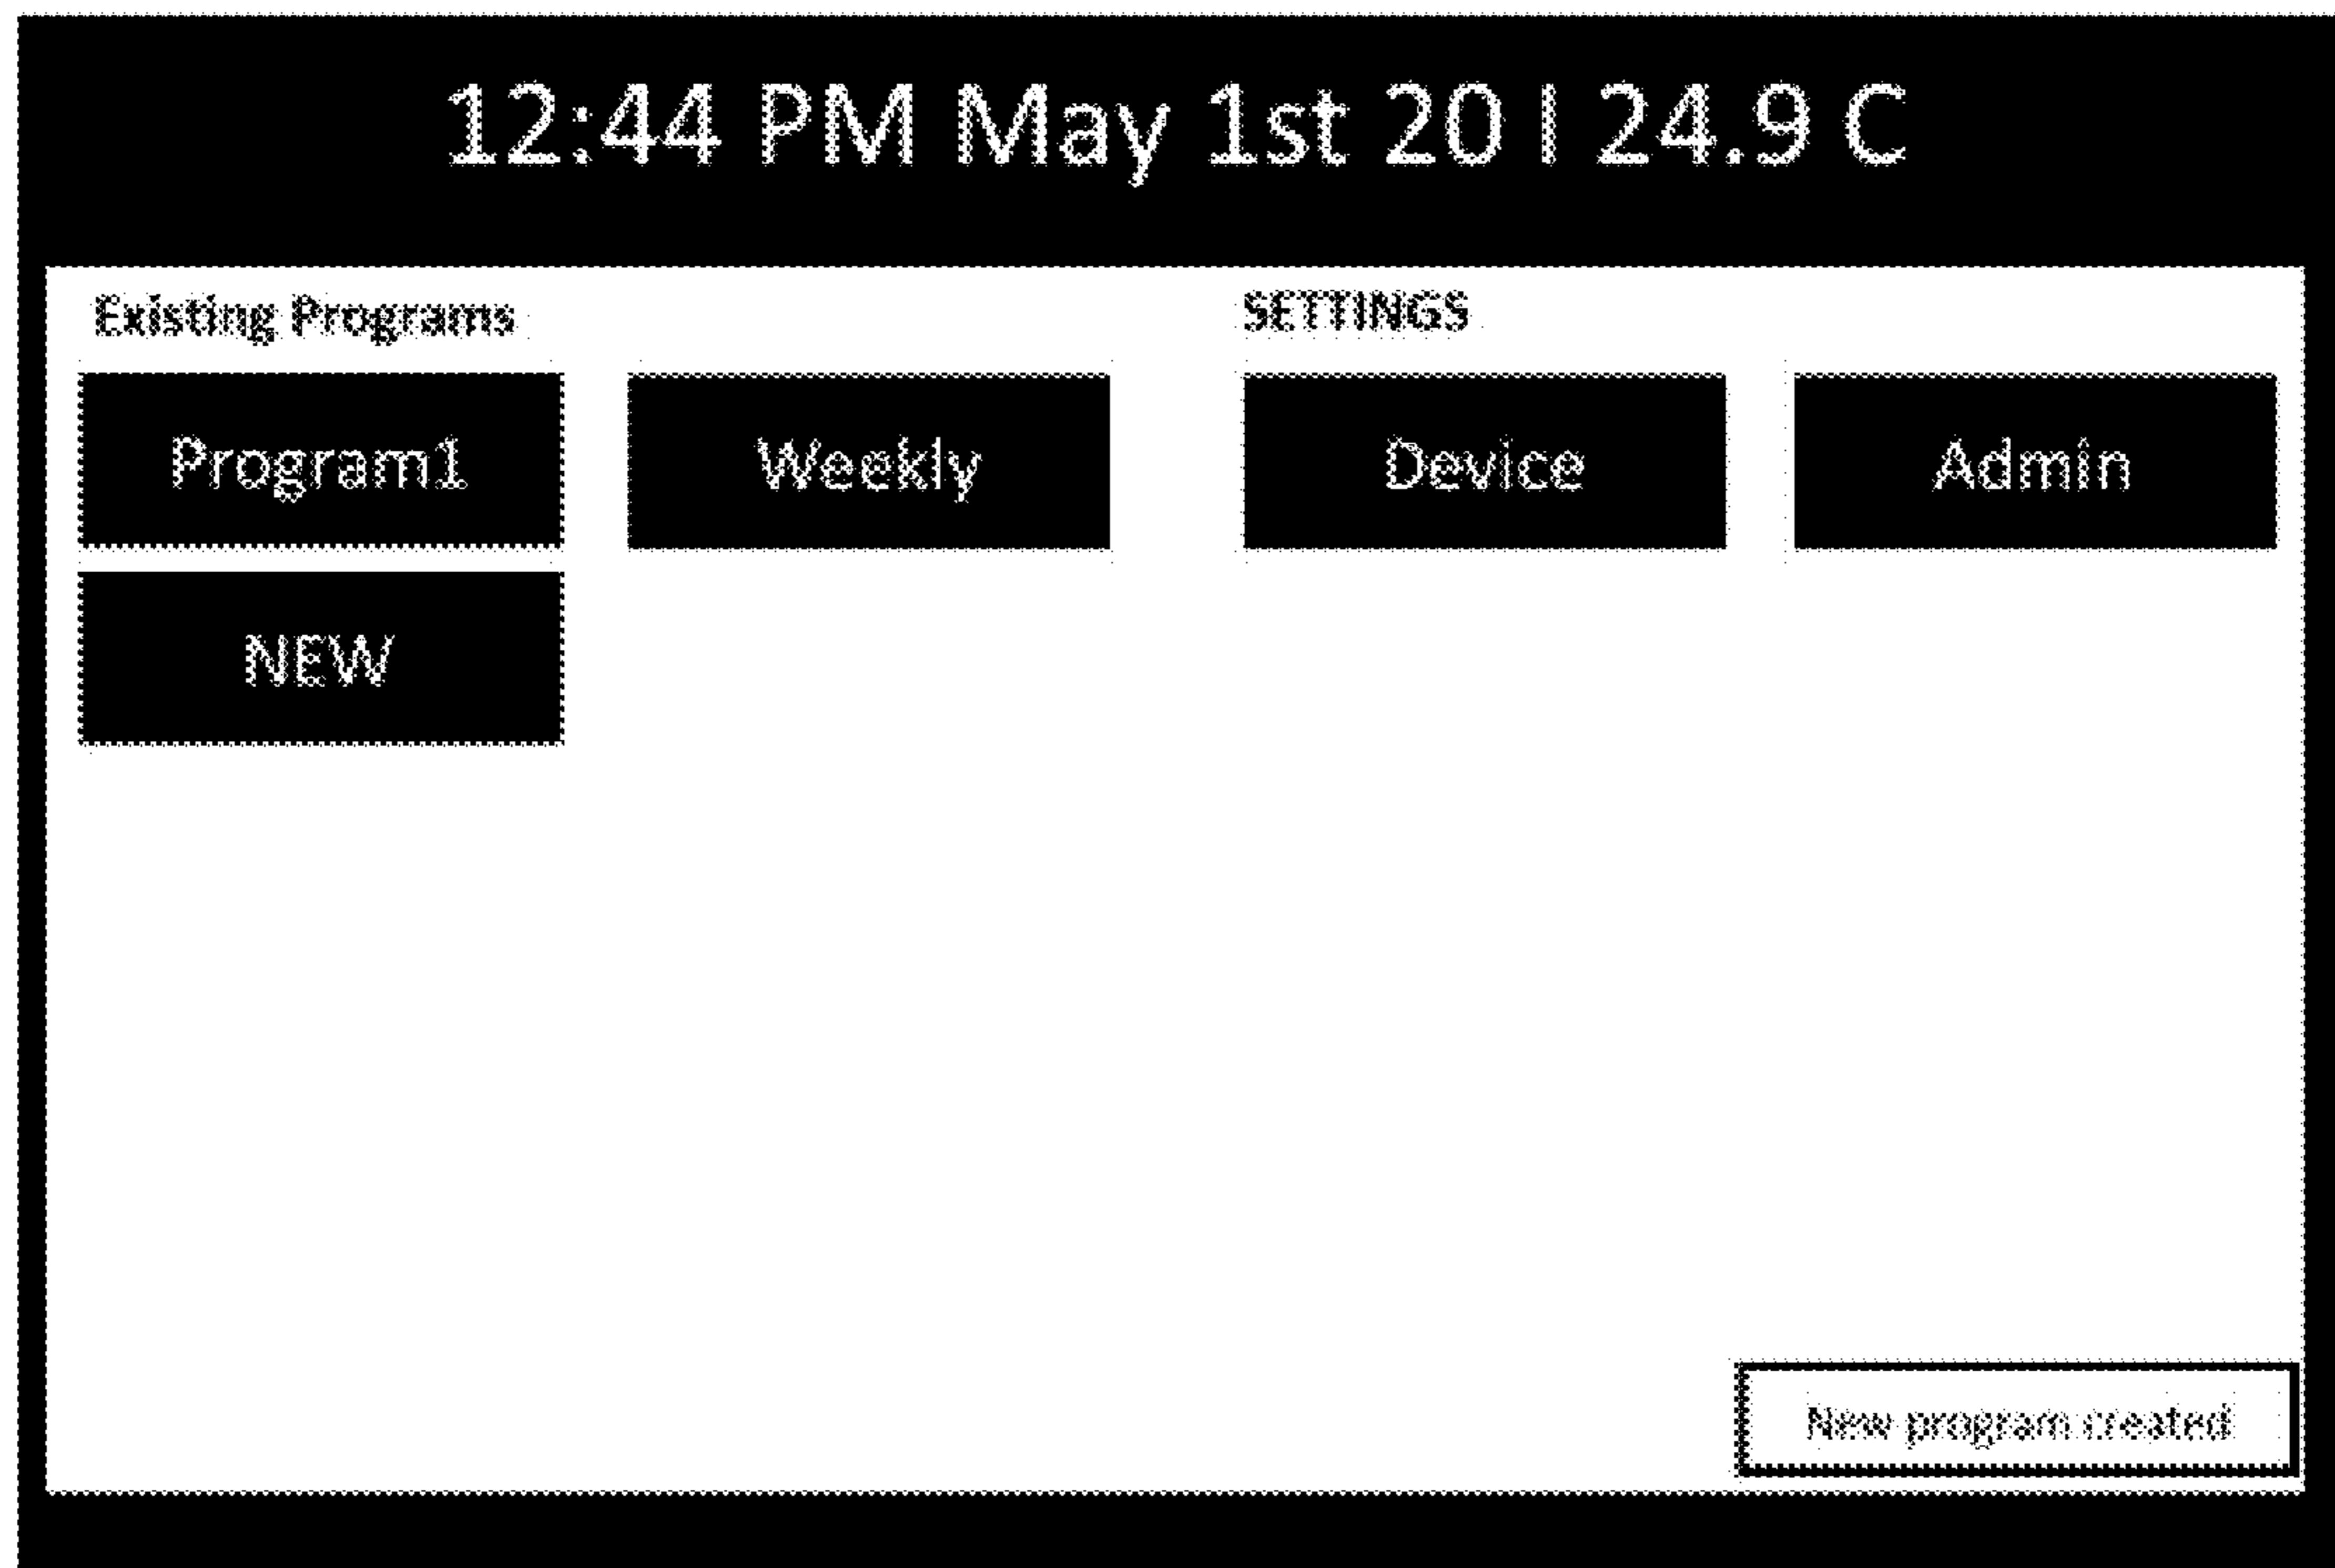 12:44 PM May 1st 20 I 24.9 C
Existing Programs
SETTINGS
Program1
Weekly
Device
Admin
NEW
New program created